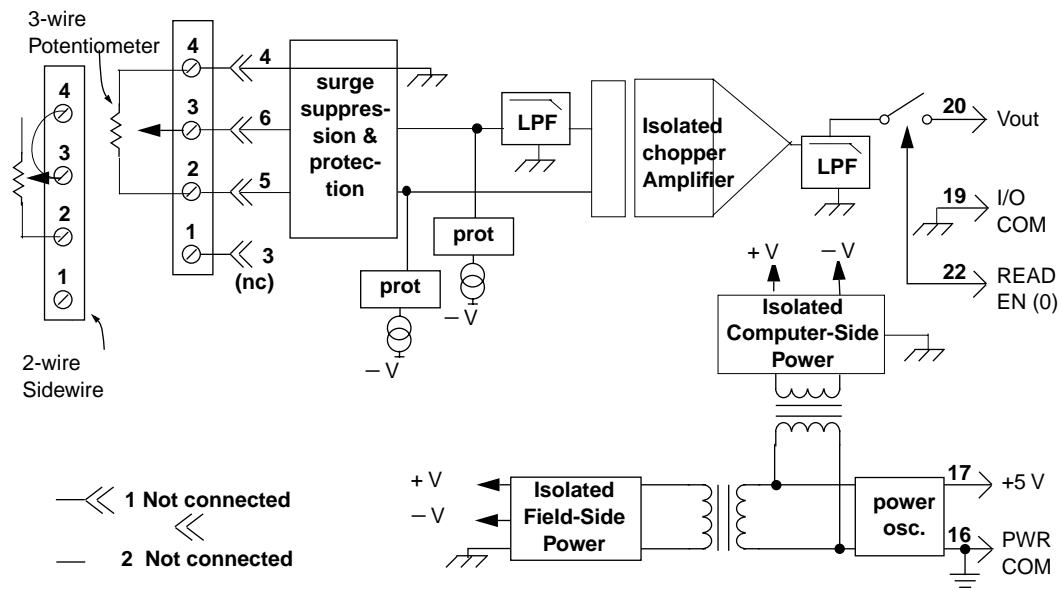 3-wire
Potentiometer
4
3
2
1
2-wire
Sidewire
4
3
2
1
4
6
5
3
(nc)
surge
suppres-
sion &
protec-
tion
LPF
prot
prot
– V
– V
Isolated
chopper
Amplifier
LPF
20
Vout
19
I/O
COM
22
READ
EN (0)
+ V
– V
Isolated
Computer-Side
Power
+ V
– V
Isolated
Field-Side
Power
power
osc.
17
+5 V
16
PWR
COM
1 Not connected
2 Not connected